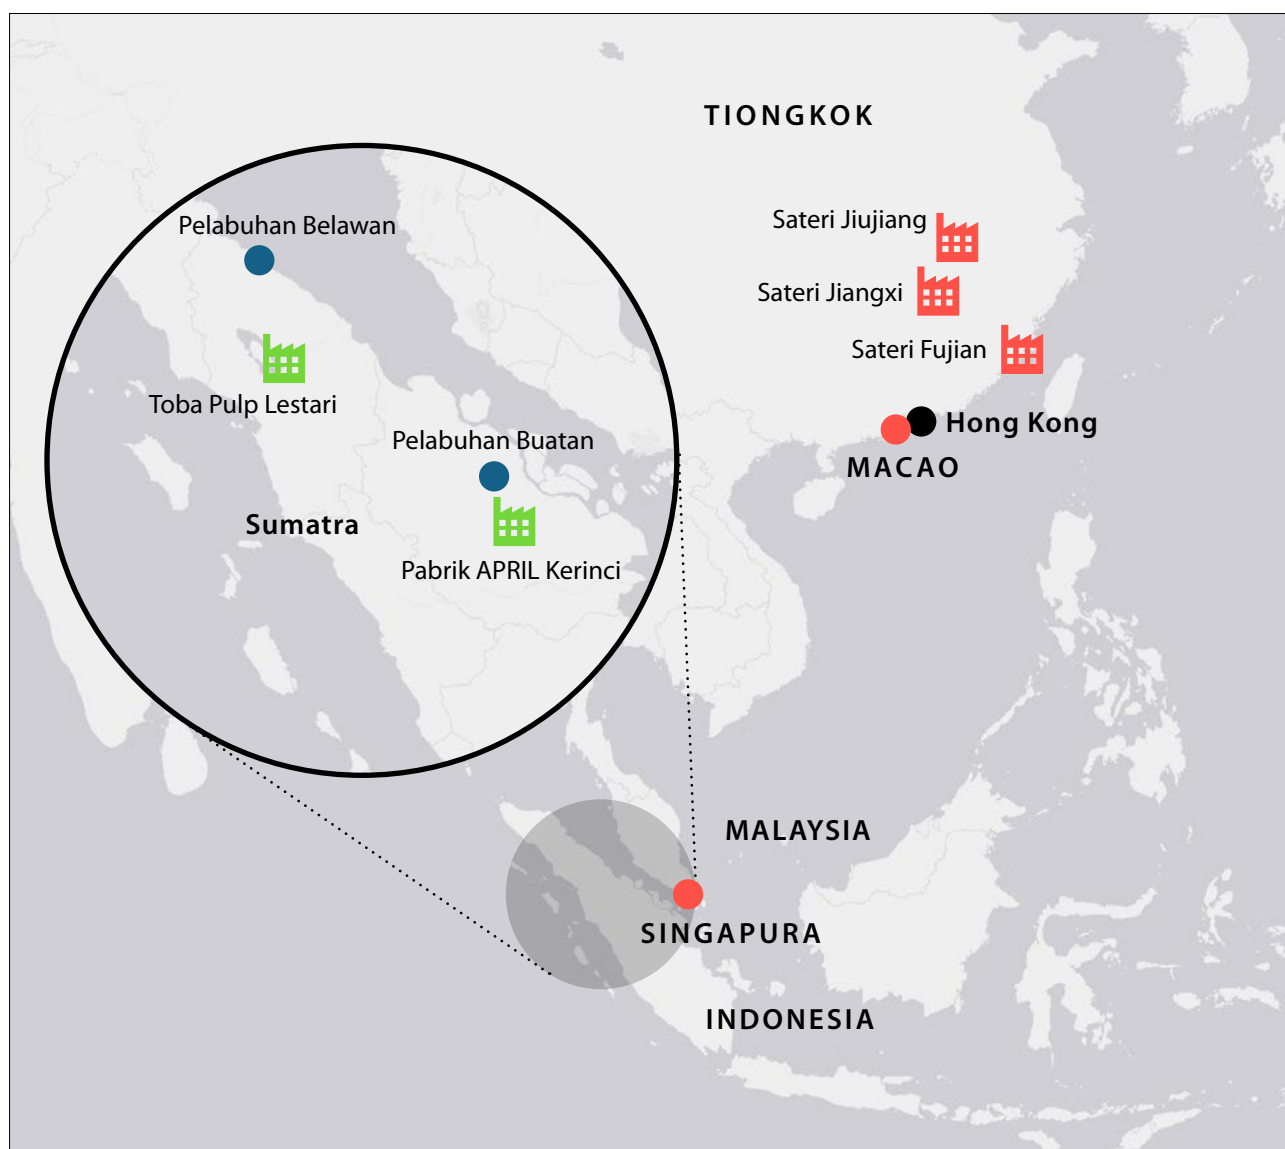 TIONGKOK
Sateri Jiujiang
Pelabuhan Belawan
Sateri Jiangxi
Sateri Fujian
Toba Pulp Lestari
Hong Kong
Pelabuhan Buatan
MACAO
Sumatra
Pabrik APRIL Kerinci
MALAYSIA
SINGAPURA
INDONESIA